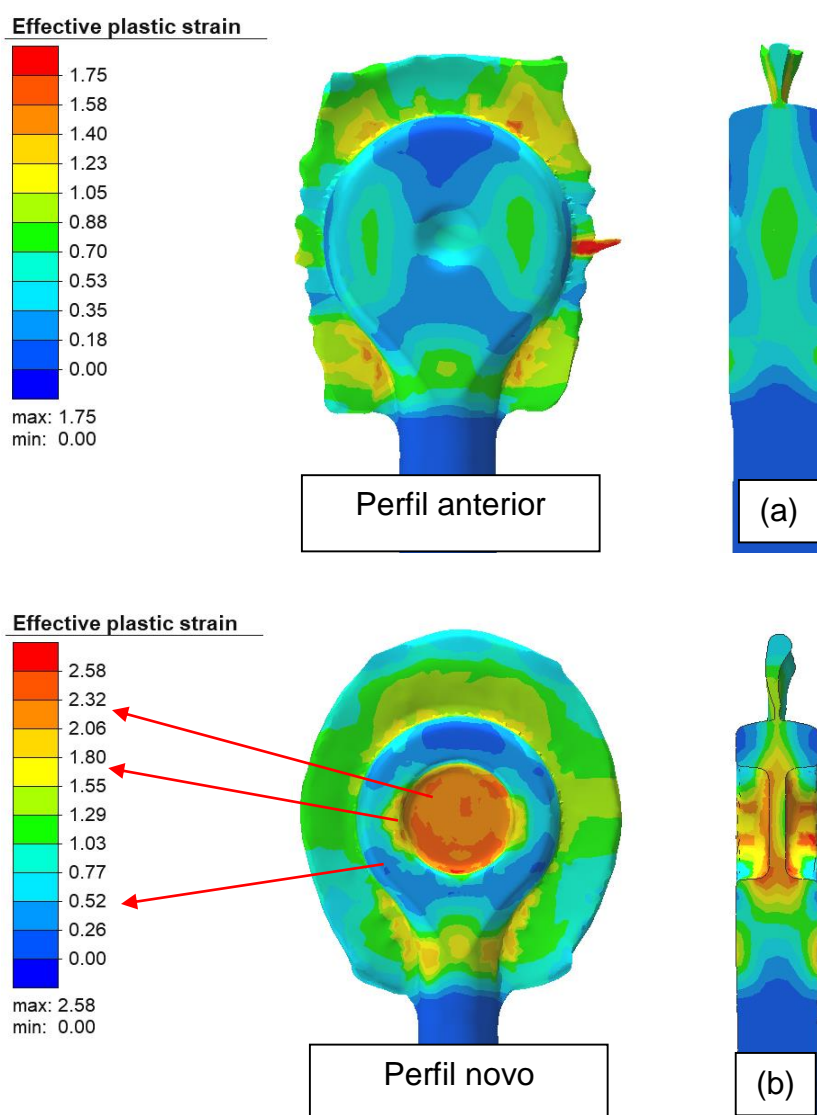 Effective plastic strain
1.75
1.58
1.40
1.23
1.05
0.88
0.70
0.53
0.35
0.18
0.00
max: 1.75
min: 0.00
Perfil anterior
(a)
Effective plastic strain
2.58
2.32
2.06
1.80
1.55
1.29
1.03
0.77
0.52
0.26
0.00
max: 2.58
min: 0.00
Perfil novo
(b)